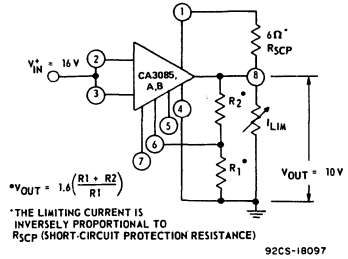 1
6Ω*
RSCP
V⁺IN = 16 V
2
3
CA3085,
A,B
8
R2•
4
5
6
7
ILIM
R1•
VOUT = 10 V
•VOUT = 1.6 (R1 + R2 / R1)
*THE LIMITING CURRENT IS
INVERSELY PROPORTIONAL TO
RSCP (SHORT-CIRCUIT PROTECTION RESISTANCE)
92CS-18097